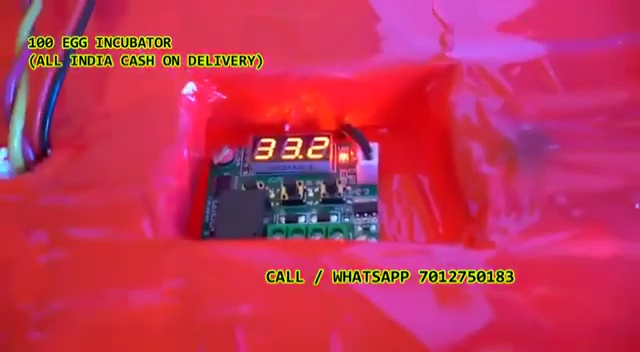 100 EGG INCUBATOR
(ALL INDIA CASH ON DELIVERY)
33.2
CALL / WHATSAPP 7012750183